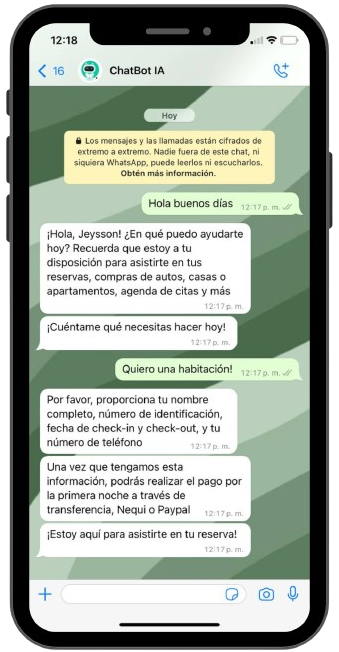 12:18
16
ChatBot IA
Hoy
Los mensajes y las llamadas están cifrados de
extremo a extremo. Nadie fuera de este chat, ni
siquiera WhatsApp, puede leerlos ni escucharlos.
Obtén más información.
Hola buenos días 12:17 p. m.
¡Hola, Jeysson! ¿En qué puedo ayudarte
hoy? Recuerda que estoy a tu
disposición para asistirte en tus
reservas, compras de autos, casas o
apartamentos, agenda de citas y más
12:17 p. m.
¡Cuéntame qué necesitas hacer hoy!
12:17 p. m.
Quiero una habitación! 12:17 p. m.
Por favor, proporciona tu nombre
completo, número de identificación,
fecha de check-in y check-out, y tu
número de teléfono 12:17 p. m.
Una vez que tengamos esta
información, podrás realizar el pago por
la primera noche a través de
transferencia, Nequi o Paypal 12:17 p. m.
¡Estoy aquí para asistirte en tu reserva!
12:17 p. m.